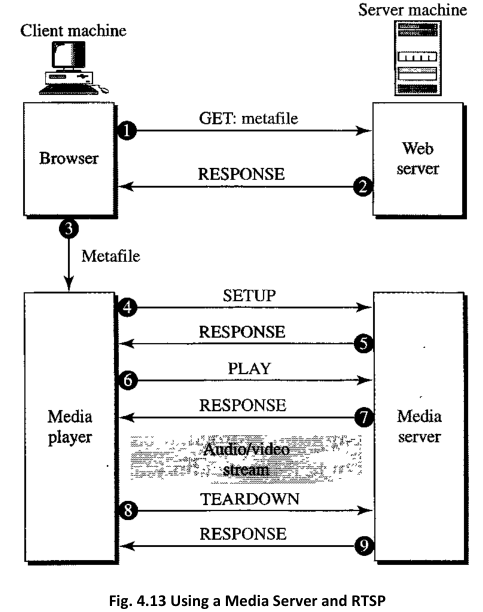 Server machine
Client machine
1
GET: metafile
Browser
Web
server
RESPONSE
2
3
Metafile
4
SETUP
RESPONSE
5
6
PLAY
RESPONSE
7
Media
player
Media
server
Audio/video
stream
8
TEARDOWN
RESPONSE
9
Fig. 4.13 Using a Media Server and RTSP